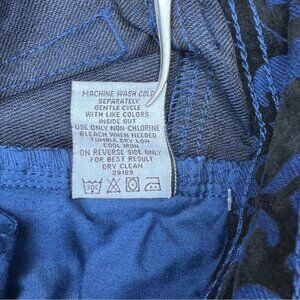 MACHINE WASH COLD
SEPARATELY
GENTLE CYCLE
WITH LIKE COLORS
INSIDE OUT
USE ONLY NON-CHLORINE
BLEACH WHEN NEEDED
TUMBLE DRY LOW
COOL IRON
ON REVERSE SIDE ONLY
FOR BEST RESULT
DRY CLEAN
29169